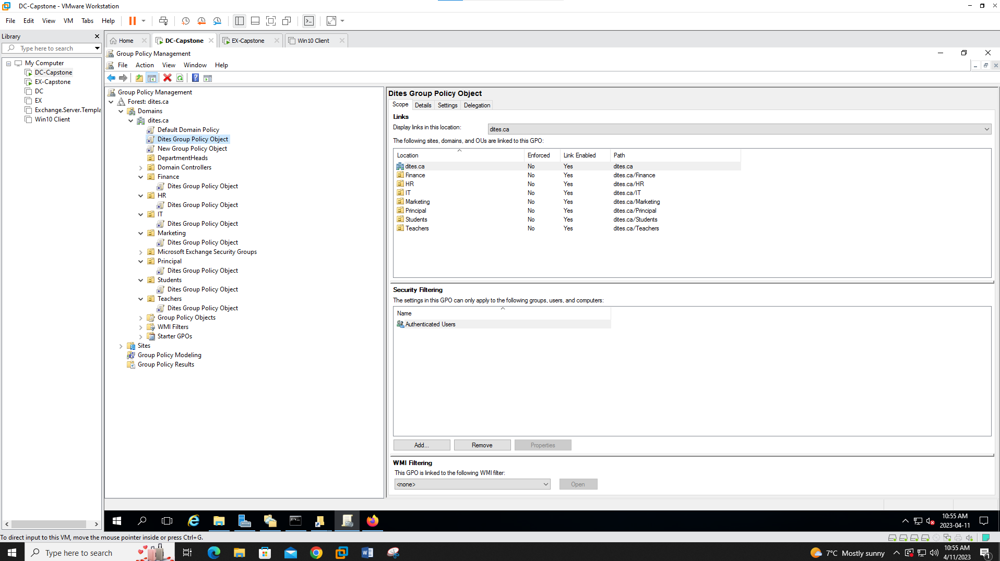 DC-Capstone - VMware Workstation
File Edit View VM Tabs Help
Library
Type here to search
My Computer
DC-Capstone
EX-Capstone
DC
EX
Exchange.Server.Templa
Win10 Client
Home DC-Capstone EX-Capstone Win10 Client
Group Policy Management
File Action View Window Help
Group Policy Management
Forest: dites.ca
Domains
dites.ca
Default Domain Policy
Dites Group Policy Object
New Group Policy Object
DepartmentHeads
Domain Controllers
Finance
Dites Group Policy Object
HR
Dites Group Policy Object
IT
Dites Group Policy Object
Marketing
Dites Group Policy Object
Microsoft Exchange Security Groups
Principal
Dites Group Policy Object
Students
Dites Group Policy Object
Teachers
Dites Group Policy Object
Group Policy Objects
WMI Filters
Starter GPOs
Sites
Group Policy Modeling
Group Policy Results
Dites Group Policy Object
Scope Details Settings Delegation
Links
Display links in this location: dites.ca
The following sites, domains, and OUs are linked to this GPO:
Location Enforced Link Enabled Path
dites.ca No Yes dites.ca
Finance No Yes dites.ca/Finance
HR No Yes dites.ca/HR
IT No Yes dites.ca/IT
Marketing No Yes dites.ca/Marketing
Principal No Yes dites.ca/Principal
Students No Yes dites.ca/Students
Teachers No Yes dites.ca/Teachers
Security Filtering
The settings in this GPO can only apply to the following groups, users, and computers:
Name
Authenticated Users
Add... Remove Properties
WMI Filtering
This GPO is linked to the following WMI filter:
<none> Open
10:55 AM
2023-04-11
To direct input to this VM, move the mouse pointer inside or press Ctrl+G.
Type here to search
7°C Mostly sunny
10:55 AM
4/11/2023
1